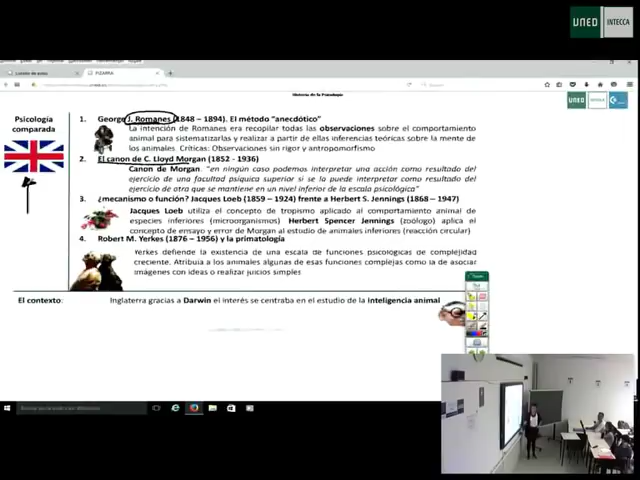 UNED
INTECCA
PIZARRA
Historia de la Psicología
UNED
Psicología
comparada
1. George J. Romanes (1848 – 1894). El método “anecdótico”
La intención de Romanes era recopilar todas las observaciones sobre el comportamiento
animal para sistematizarlas y realizar a partir de ellas inferencias teóricas sobre la mente de
los animales. Críticas: Observaciones sin rigor y antropomorfismo
2. El canon de C. Lloyd Morgan (1852 - 1936)
Canon de Morgan. “en ningún caso podemos interpretar una acción como resultado del
ejercicio de una facultad psíquica superior si se la puede interpretar como resultado del
ejercicio de otra que se mantiene en un nivel inferior de la escala psicológica”
3. ¿mecanismo o función? Jacques Loeb (1859 – 1924) frente a Herbert S. Jennings (1868 – 1947)
Jacques Loeb utiliza el concepto de tropismo aplicado al comportamiento animal de
especies inferiores (microorganismos) Herbert Spencer Jennings (zoólogo) aplica el
concepto de ensayo y error de Morgan al estudio de animales inferiores (reacción circular)
4. Robert M. Yerkes (1876 – 1956) y la primatología
Yerkes defiende la existencia de una escala de funciones psicológicas de complejidad
creciente. Atribuía a los animales algunas de esas funciones complejas como la de asociar
imágenes con ideas o realizar juicios simples
El contexto:
Inglaterra gracias a Darwin el interés se centraba en el estudio de la Inteligencia animal